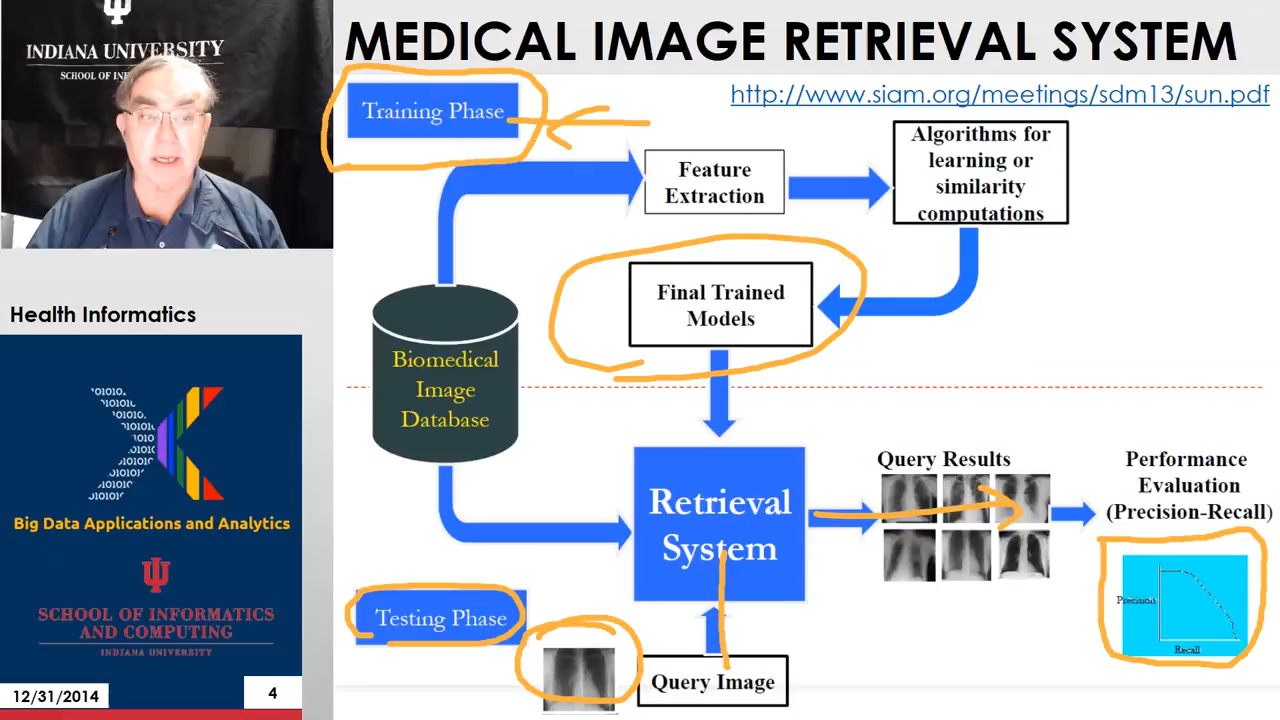 INDIANA UNIVERSITY
SCHOOL OF IN
MEDICAL IMAGE RETRIEVAL SYSTEM
http://www.siam.org/meetings/sdm13/sun.pdf
Training Phase
Feature
Extraction
Algorithms for
learning or
similarity
computations
Final Trained
Models
Biomedical
Image
Database
Retrieval
System
Query Results
Performance
Evaluation
(Precision-Recall)
Precision
Recall
Testing Phase
Query Image
Health Informatics
Big Data Applications and Analytics
SCHOOL OF INFORMATICS
AND COMPUTING
INDIANA UNIVERSITY
12/31/2014
4